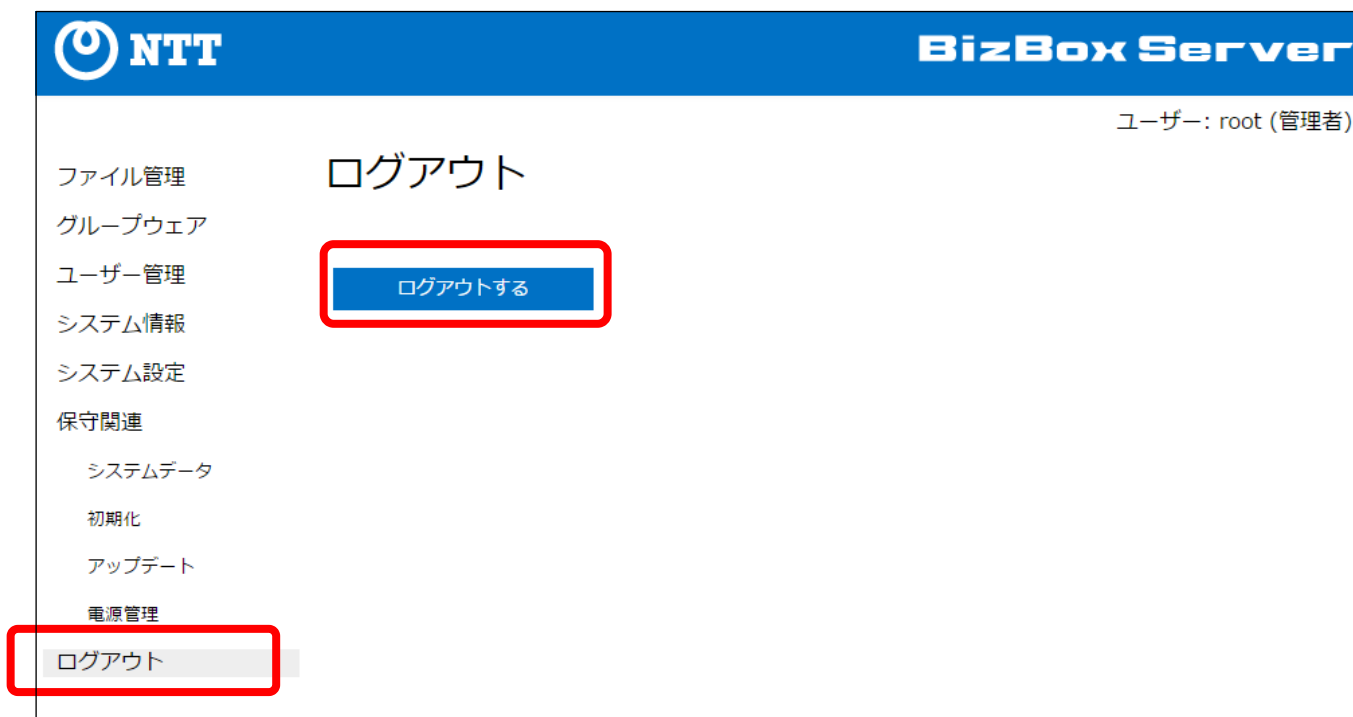 NTT
BizBox Server
ユーザー: root (管理者)
ファイル管理
グループウェア
ユーザー管理
システム情報
システム設定
保守関連
システムデータ
初期化
アップデート
電源管理
ログアウト
ログアウト
ログアウトする